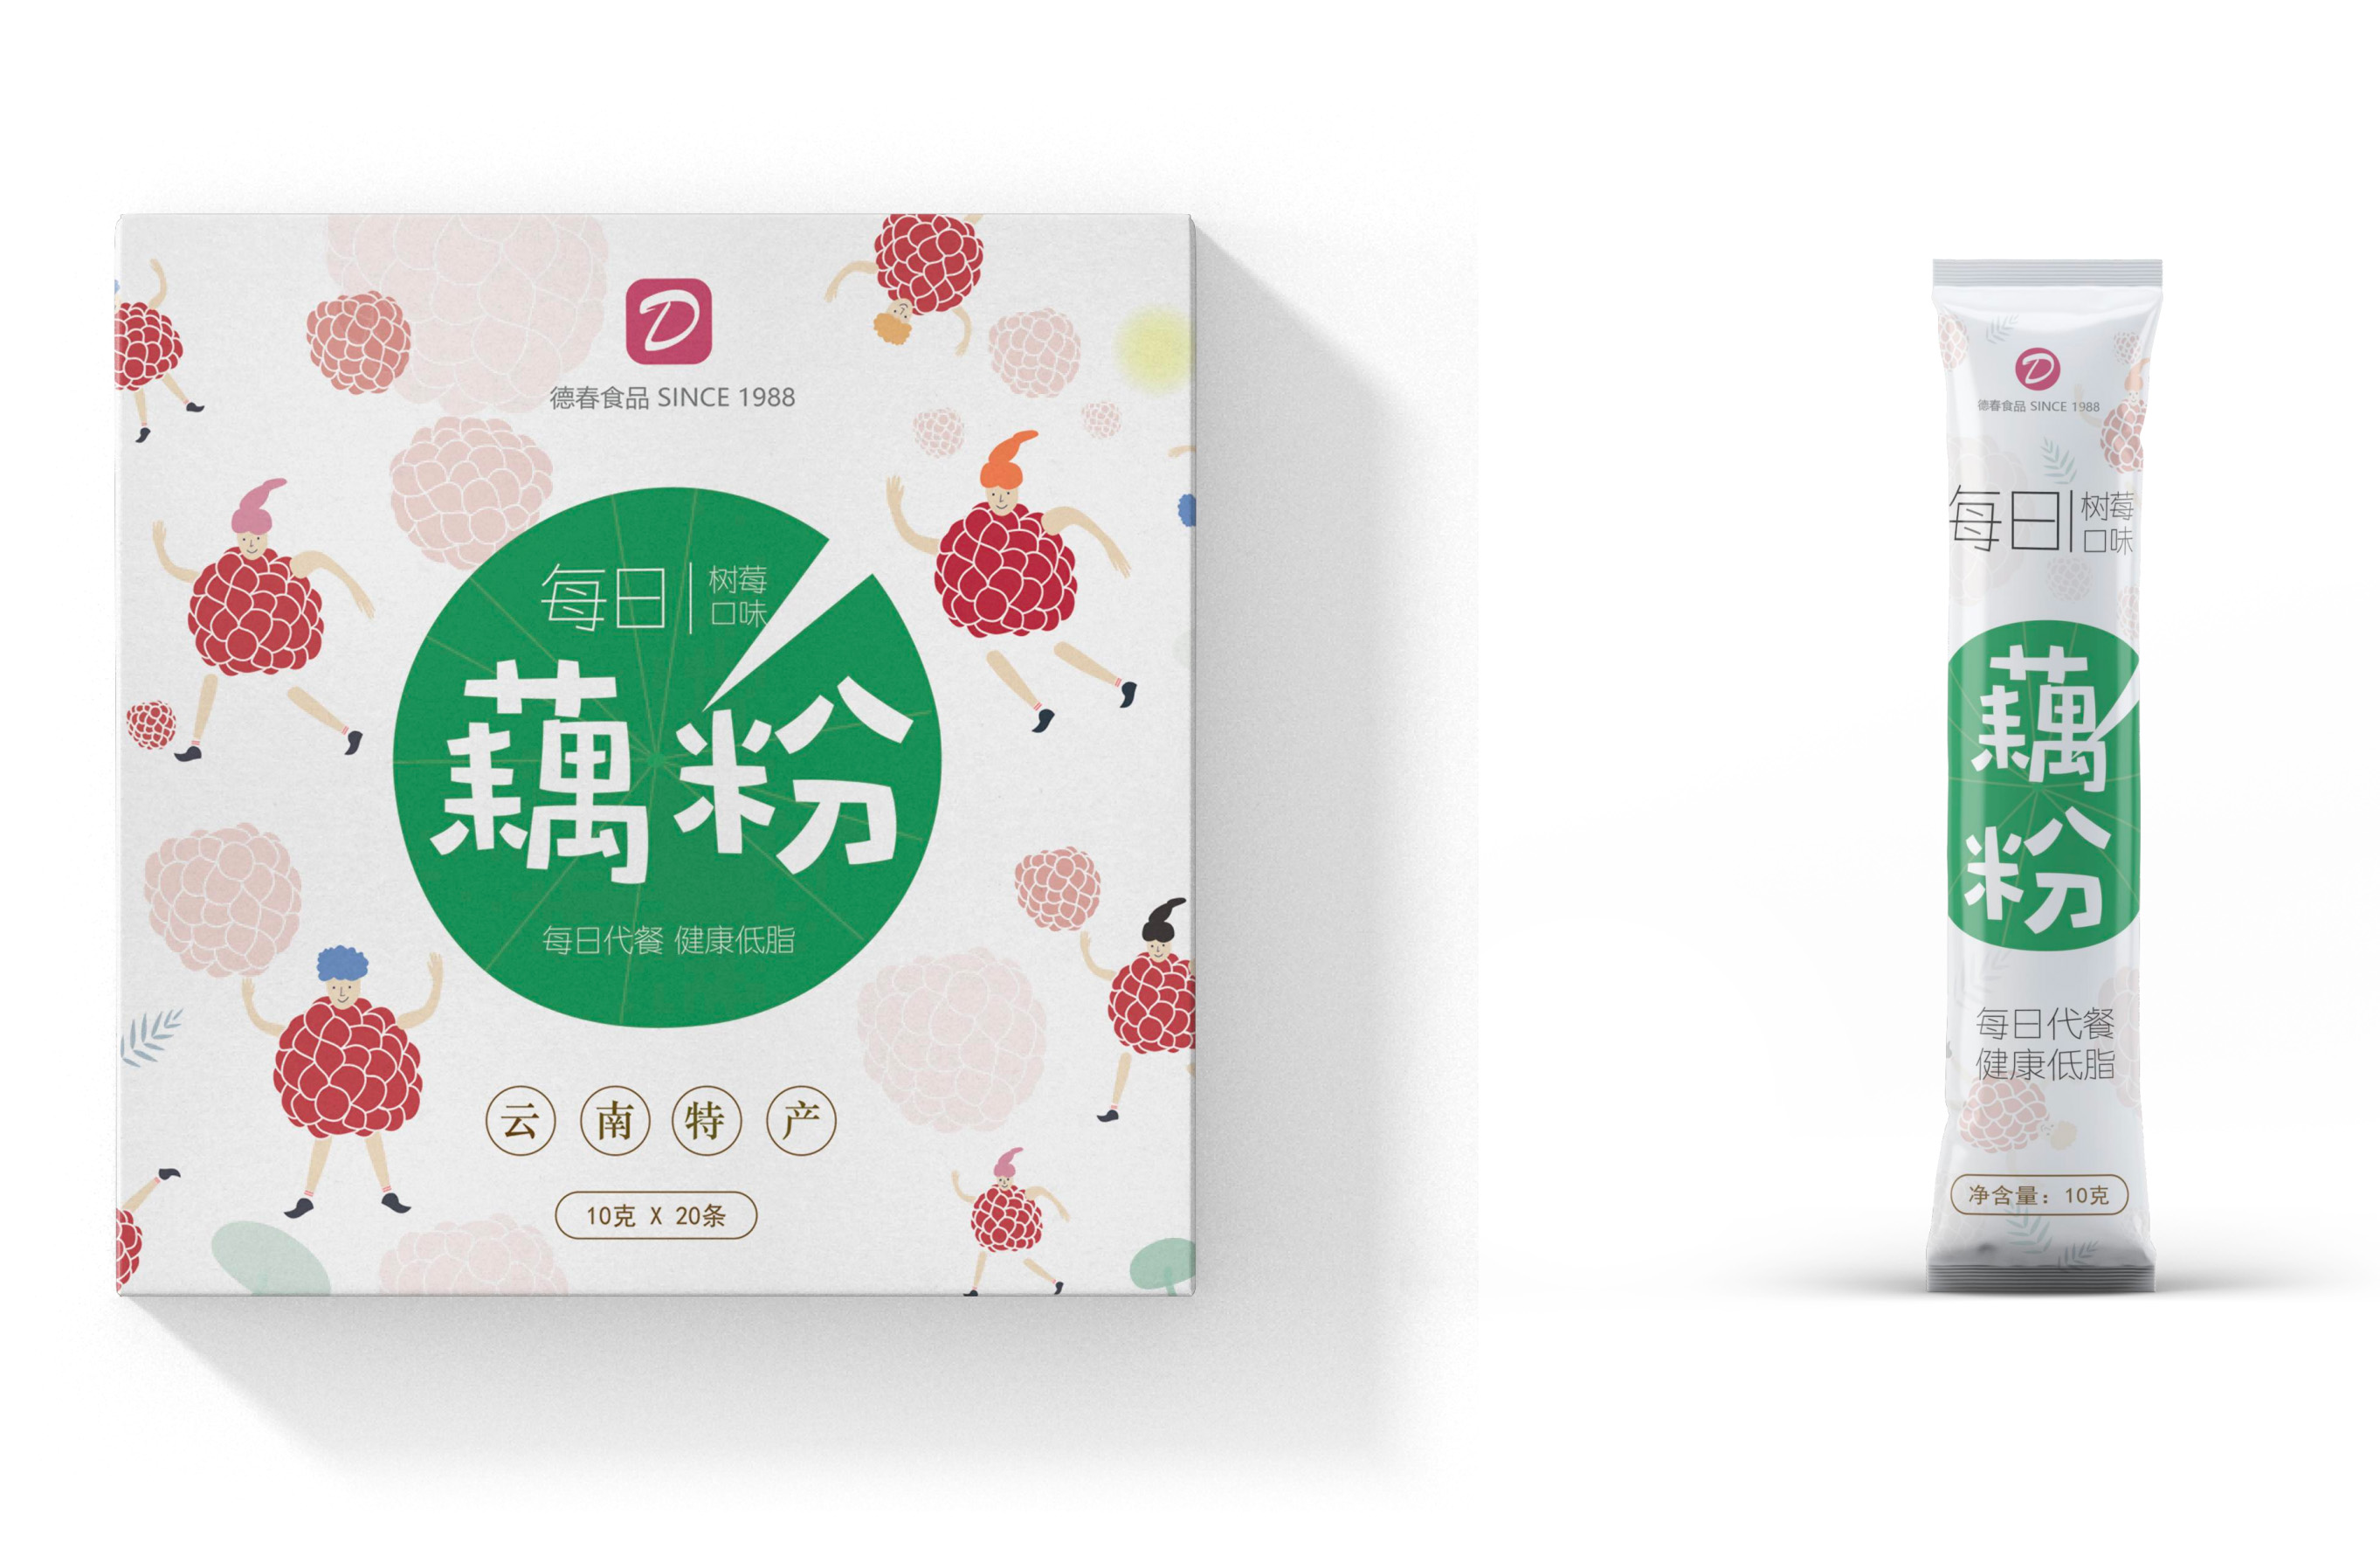 D
德春食品 SINCE 1988
每日 树莓口味
藕粉
每日代餐 健康低脂
云南特产
10克 X 20条
D
德春食品 SINCE 1988
每日 树莓口味
藕
粉
每日代餐
健康低脂
净含量：10克